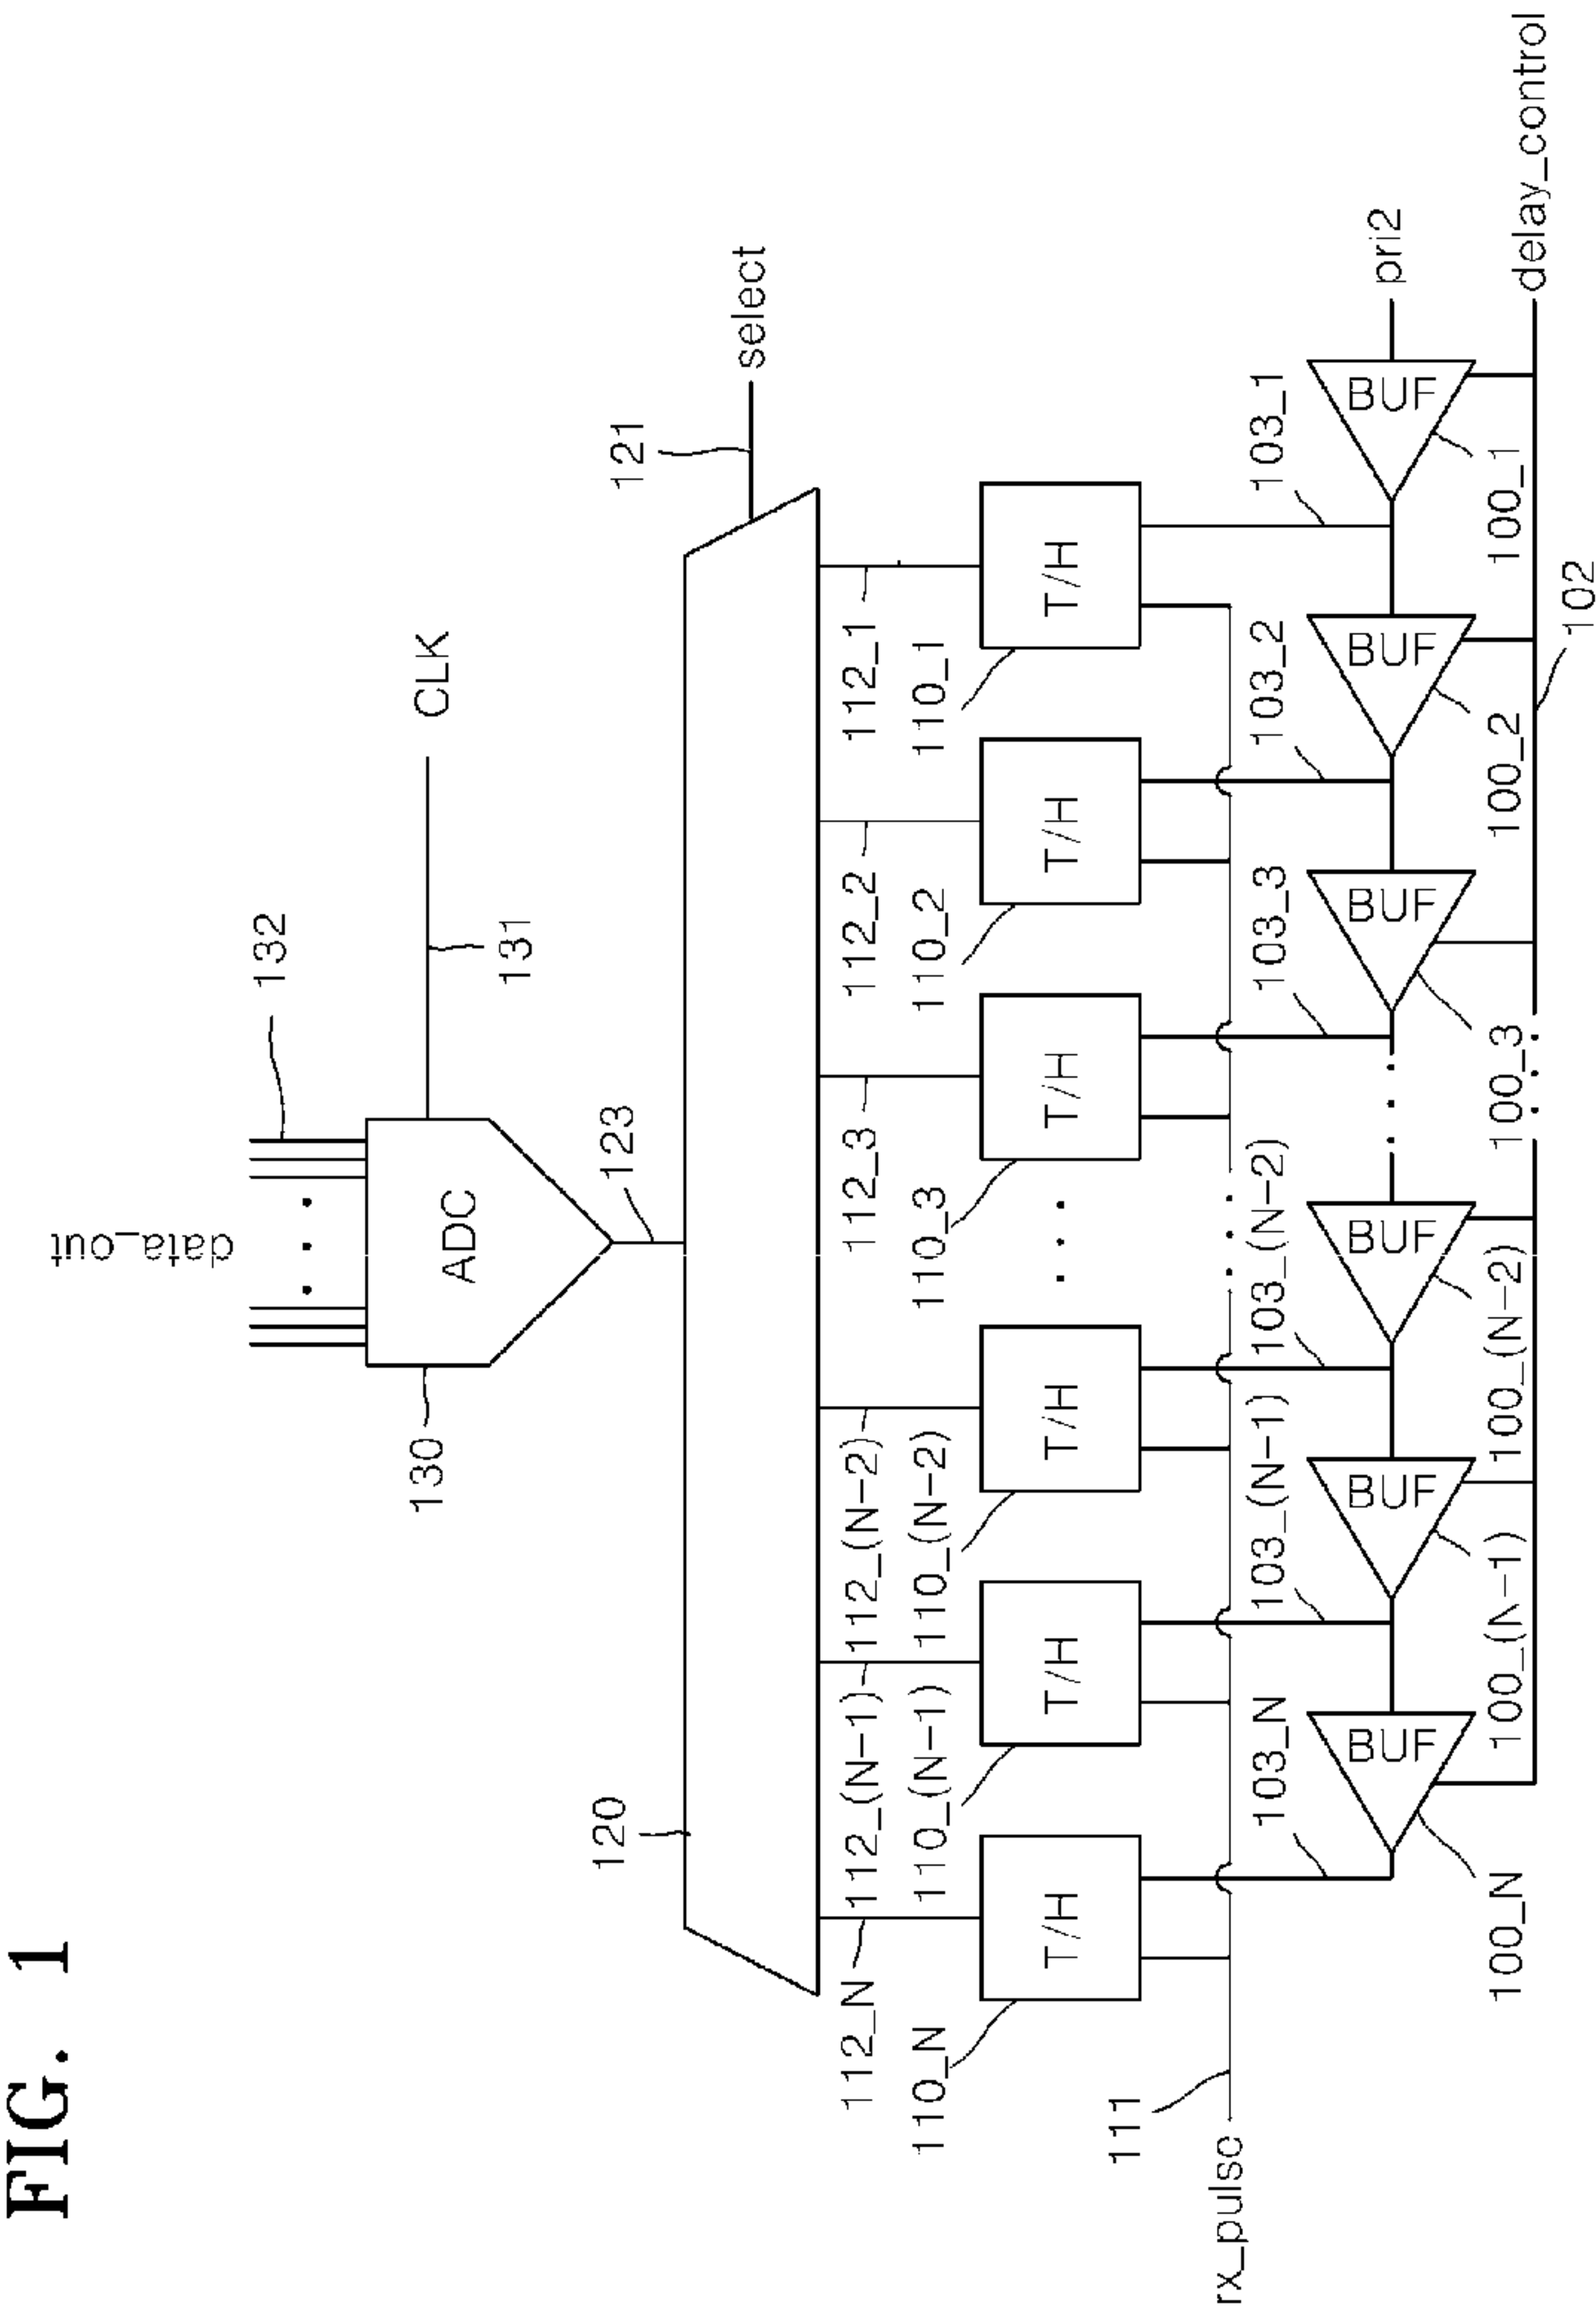 FIG. 1
data_out
132
130
ADC
131
CLK
123
120
121
select
112_N
112_(N-1)
112_(N-2)
112_3
112_2
112_1
110_N
110_(N-1)
110_(N-2)
110_3
110_2
110_1
T/H
T/H
T/H
. . .
T/H
T/H
T/H
111
rx_pulse
103_N
103_(N-1)
103_(N-2)
103_3
103_2
103_1
BUF
BUF
BUF
. . .
BUF
BUF
BUF
pri2
100_N
100_(N-1)
100_(N-2)
100_3
100_2
100_1
102
delay_control